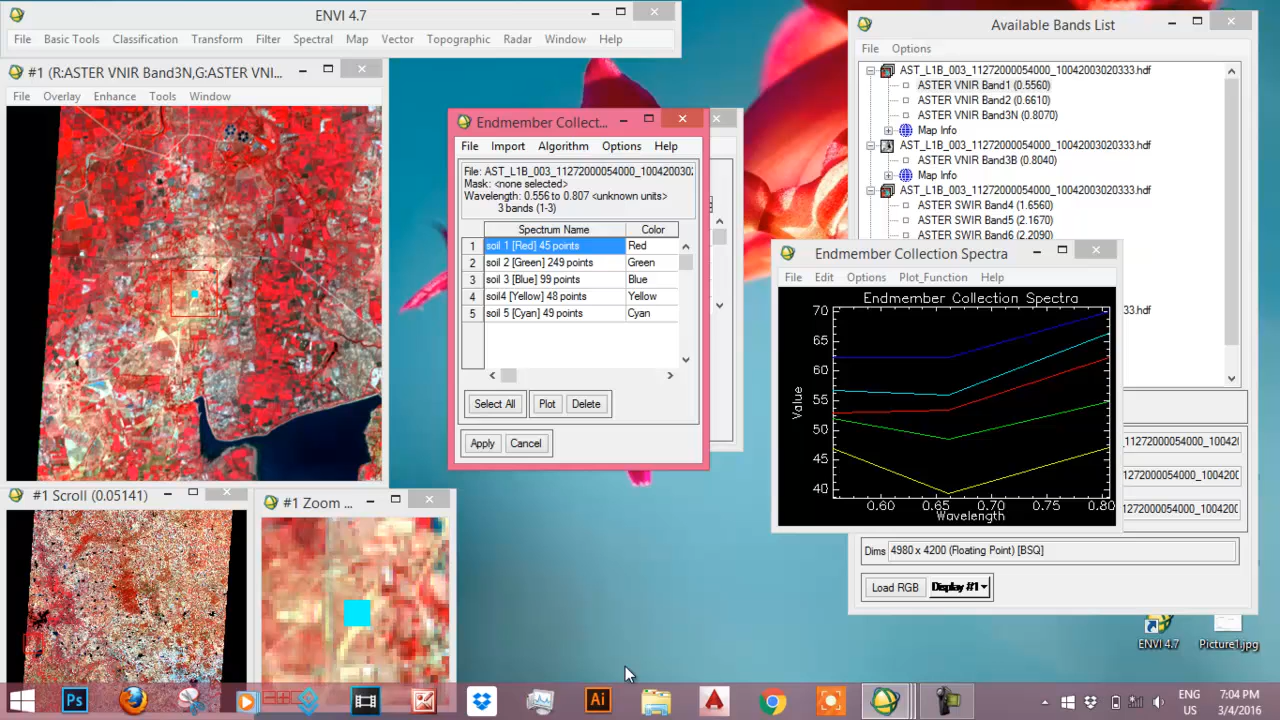 ENVI 4.7
File Basic Tools Classification Transform Filter Spectral Map Vector Topographic Radar Window Help
#1 (R:ASTER VNIR Band3N,G:ASTER VNI...
File Overlay Enhance Tools Window
#1 Scroll (0.05141)
#1 Zoom ...
Endmember Collect...
File Import Algorithm Options Help
File: AST_L1B_003_11272000054000_1004200302
Mask: <none selected>
Wavelength: 0.556 to 0.807 <unknown units>
3 bands (1-3)
Spectrum Name Color
1 soil 1 [Red] 45 points Red
2 soil 2 [Green] 249 points Green
3 soil 3 [Blue] 99 points Blue
4 soil4 [Yellow] 48 points Yellow
5 soil 5 [Cyan] 49 points Cyan
Select All Plot Delete
Apply Cancel
Available Bands List
File Options
AST_L1B_003_11272000054000_10042003020333.hdf
ASTER VNIR Band1 (0.5560)
ASTER VNIR Band2 (0.6610)
ASTER VNIR Band3N (0.8070)
Map Info
AST_L1B_003_11272000054000_10042003020333.hdf
ASTER VNIR Band3B (0.8040)
Map Info
AST_L1B_003_11272000054000_10042003020333.hdf
ASTER SWIR Band4 (1.6560)
ASTER SWIR Band5 (2.1670)
ASTER SWIR Band6 (2.2090)
333.hdf
Endmember Collection Spectra
File Edit Options Plot_Function Help
Endmember Collection Spectra
70
65
60
55
50
45
40
Value
0.60 0.65 0.70 0.75 0.80
Wavelength
_11272000054000_10042
_11272000054000_10042
_11272000054000_10042
Dims 4980 x 4200 (Floating Point) [BSQ]
Load RGB Display #1
ENVI 4.7
Picture1.jpg
Ps
Ai
ENG
US
7:04 PM
3/4/2016